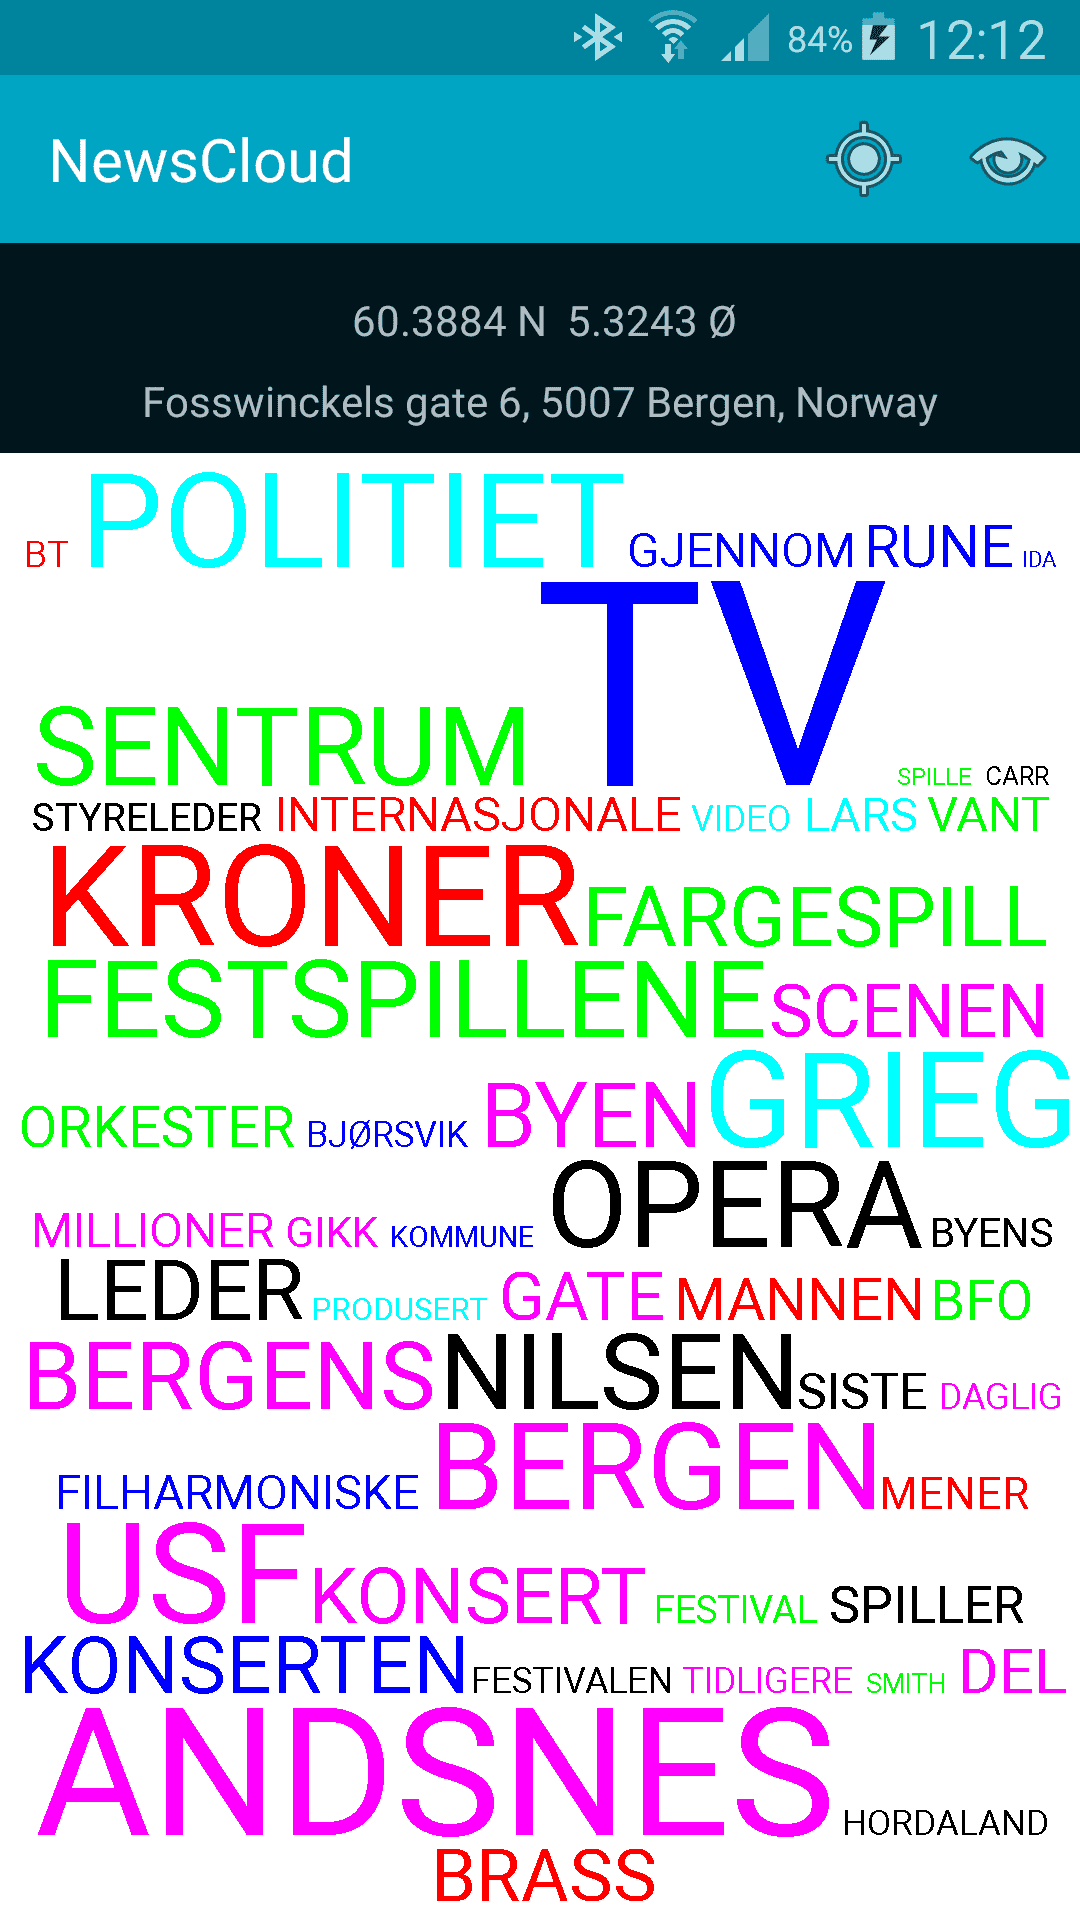 84% 12:12
NewsCloud
60.3884 N 5.3243 Ø
Fosswinckels gate 6, 5007 Bergen, Norway
BT POLITIET GJENNOM RUNE IDA
SENTRUM TV SPILLE CARR
STYRELEDER INTERNASJONALE VIDEO LARS VANT
KRONER FARGESPILL
FESTSPILLENE SCENEN
ORKESTER BJØRSVIK BYEN GRIEG
MILLIONER GIKK KOMMUNE OPERA BYENS
LEDER PRODUSERT GATE MANNEN BFO
BERGENS NILSEN SISTE DAGLIG
FILHARMONISKE BERGEN MENER
USF KONSERT FESTIVAL SPILLER
KONSERTEN FESTIVALEN TIDLIGERE SMITH DEL
ANDSNES HORDALAND
BRASS